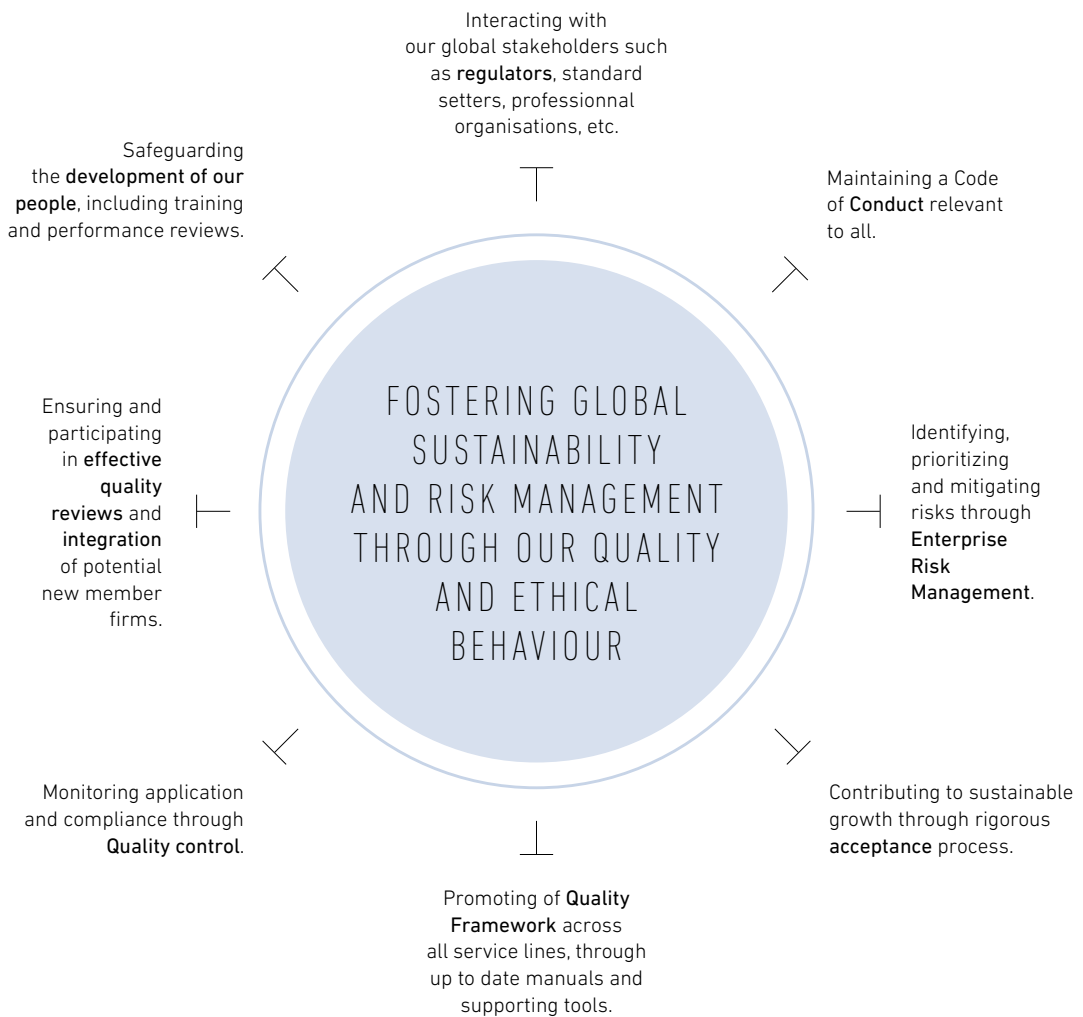 Interacting with
our global stakeholders such
as regulators, standard
setters, professionnal
organisations, etc.
Safeguarding
the development of our
people, including training
and performance reviews.
Maintaining a Code
of Conduct relevant
to all.
Ensuring and
participating
in effective
quality
reviews and
integration
of potential
new member
firms.
FOSTERING GLOBAL
SUSTAINABILITY
AND RISK MANAGEMENT
THROUGH OUR QUALITY
AND ETHICAL
BEHAVIOUR
Identifying,
prioritizing
and mitigating
risks through
Enterprise
Risk
Management.
Monitoring application
and compliance through
Quality control.
Contributing to sustainable
growth through rigorous
acceptance process.
Promoting of Quality
Framework across
all service lines, through
up to date manuals and
supporting tools.